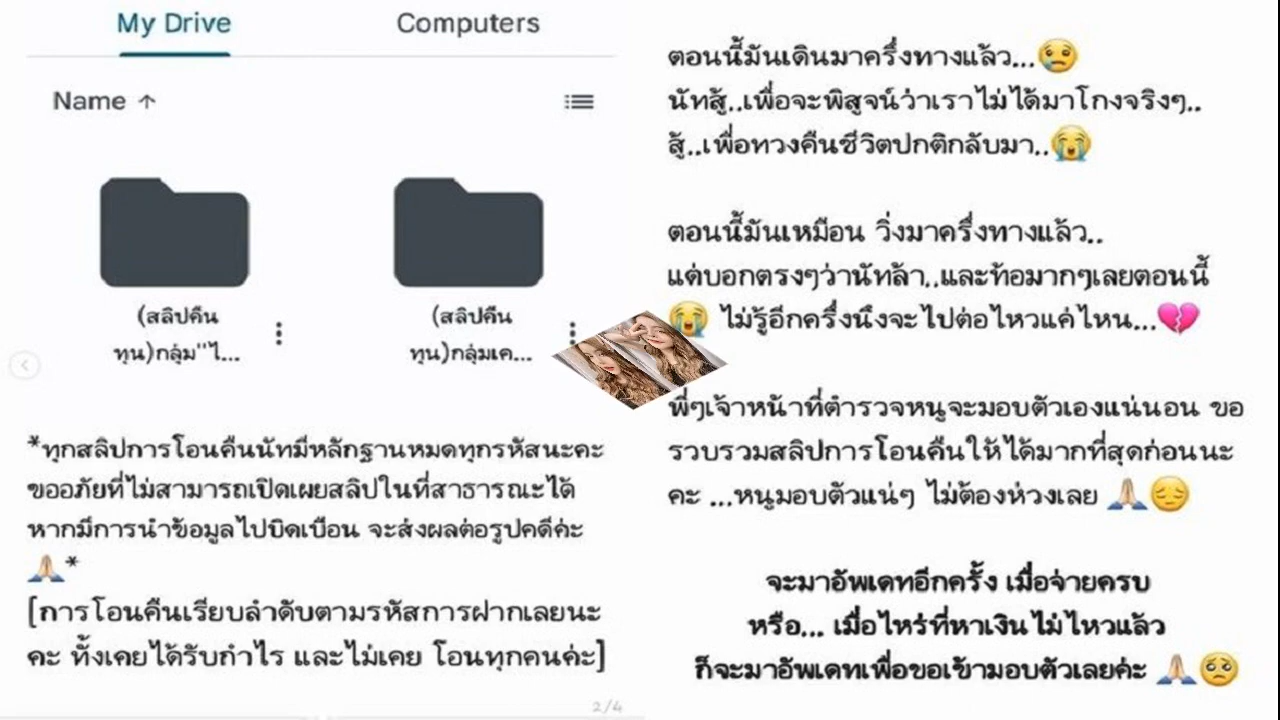 My Drive
Computers
Name ↑
(สลิปคืน
ทุน)กลุ่ม"ไ...
(สลิปคืน
ทุน)กลุ่มเค...
*ทุกสลิปการโอนคืนนัทมีหลักฐานหมดทุกรหัสนะคะ
ขออภัยที่ไม่สามารถเปิดเผยสลิปในที่สาธารณะได้
หากมีการนำข้อมูลไปบิดเบือน จะส่งผลต่อรูปคดีค่ะ
🙏🏻*
[การโอนคืนเรียบลำดับตามรหัสการฝากเลยนะ
คะ ทั้งเคยได้รับกำไร และไม่เคย โอนทุกคนค่ะ]
2/4
ตอนนี้มันเดินมาครึ่งทางแล้ว...😢
นัทสู้..เพื่อจะพิสูจน์ว่าเราไม่ได้มาโกงจริงๆ..
สู้..เพื่อทวงคืนชีวิตปกติกลับมา..😭
ตอนนี้มันเหมือน วิ่งมาครึ่งทางแล้ว..
แต่บอกตรงๆว่านัทล้า..และท้อมากๆเลยตอนนี้
😭 ไม่รู้อีกครึ่งนึงจะไปต่อไหวแค่ไหน...💔
พี่ๆเจ้าหน้าที่ตำรวจหนูจะมอบตัวเองแน่นอน ขอ
รวบรวมสลิปการโอนคืนให้ได้มากที่สุดก่อนนะ
คะ ...หนูมอบตัวแน่ๆ ไม่ต้องห่วงเลย 🙏🏻😔
จะมาอัพเดทอีกครั้ง เมื่อจ่ายครบ
หรือ... เมื่อไหร่ที่หาเงินไม่ไหวแล้ว
ก็จะมาอัพเดทเพื่อขอเข้ามอบตัวเลยค่ะ 🙏🏻🥺